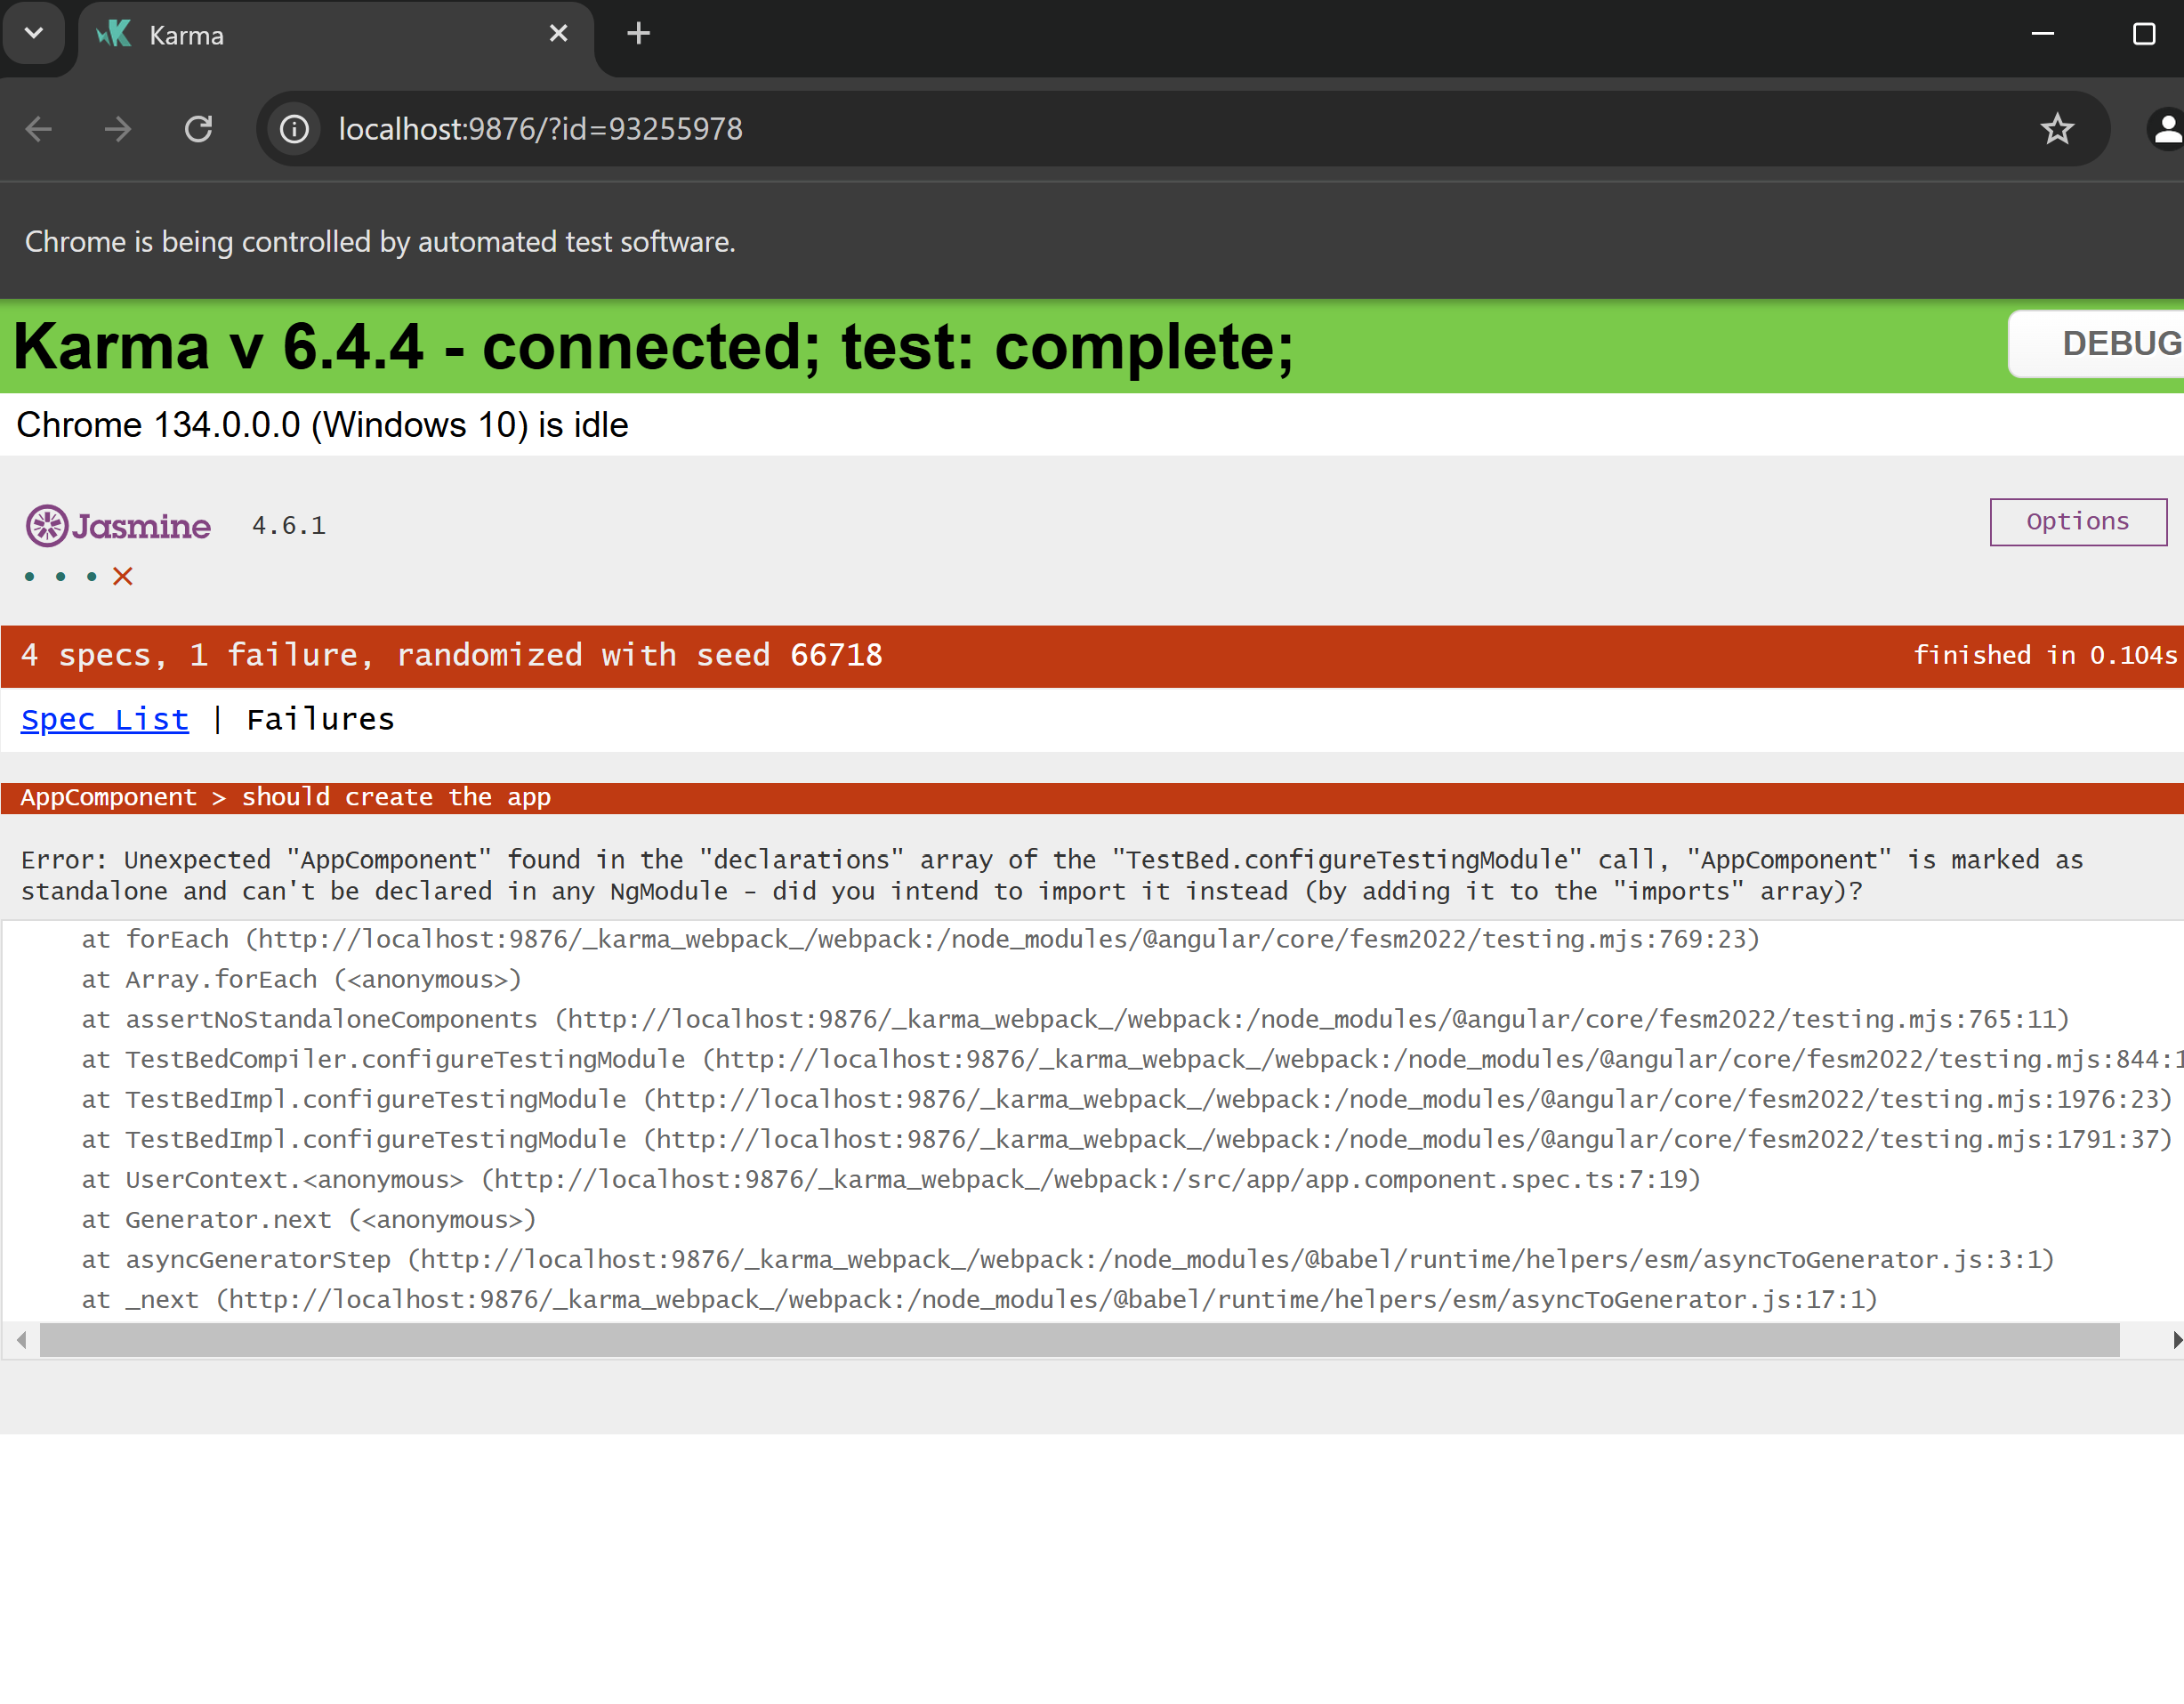 Karma
localhost:9876/?id=93255978
Chrome is being controlled by automated test software.
Karma v 6.4.4 - connected; test: complete;
DEBUG
Chrome 134.0.0.0 (Windows 10) is idle
Jasmine 4.6.1
Options
4 specs, 1 failure, randomized with seed 66718
finished in 0.104s
Spec List | Failures
AppComponent > should create the app
Error: Unexpected "AppComponent" found in the "declarations" array of the "TestBed.configureTestingModule" call, "AppComponent" is marked as
standalone and can't be declared in any NgModule - did you intend to import it instead (by adding it to the "imports" array)?
at forEach (http://localhost:9876/_karma_webpack_/webpack:/node_modules/@angular/core/fesm2022/testing.mjs:769:23)
at Array.forEach (<anonymous>)
at assertNoStandaloneComponents (http://localhost:9876/_karma_webpack_/webpack:/node_modules/@angular/core/fesm2022/testing.mjs:765:11)
at TestBedCompiler.configureTestingModule (http://localhost:9876/_karma_webpack_/webpack:/node_modules/@angular/core/fesm2022/testing.mjs:844:1
at TestBedImpl.configureTestingModule (http://localhost:9876/_karma_webpack_/webpack:/node_modules/@angular/core/fesm2022/testing.mjs:1976:23)
at TestBedImpl.configureTestingModule (http://localhost:9876/_karma_webpack_/webpack:/node_modules/@angular/core/fesm2022/testing.mjs:1791:37)
at UserContext.<anonymous> (http://localhost:9876/_karma_webpack_/webpack:/src/app/app.component.spec.ts:7:19)
at Generator.next (<anonymous>)
at asyncGeneratorStep (http://localhost:9876/_karma_webpack_/webpack:/node_modules/@babel/runtime/helpers/esm/asyncToGenerator.js:3:1)
at _next (http://localhost:9876/_karma_webpack_/webpack:/node_modules/@babel/runtime/helpers/esm/asyncToGenerator.js:17:1)